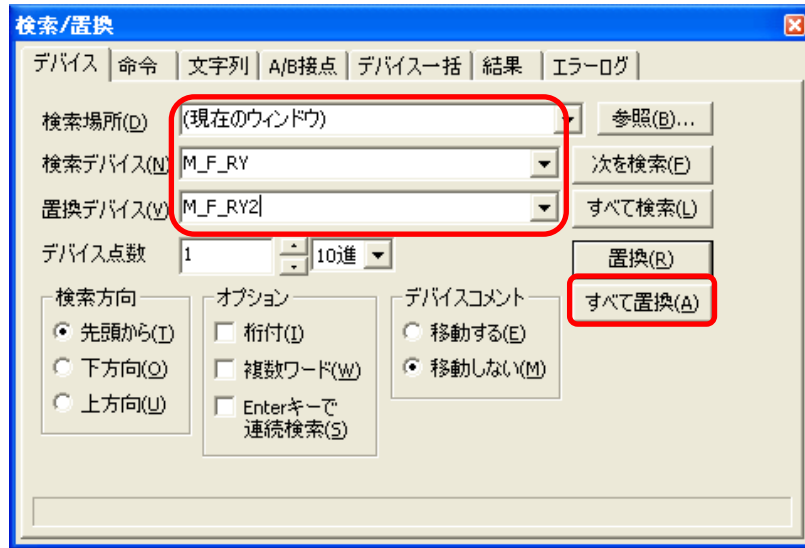 検索/置換
デバイス 命令 文字列 A/B接点 デバイス一括 結果 エラーログ
検索場所(D) (現在のウィンドウ) 参照(B)...
検索デバイス(N) M_F_RY 次を検索(F)
置換デバイス(V) M_F_RY2 すべて検索(L)
デバイス点数 1 10進 置換(R)
すべて置換(A)
検索方向
先頭から(T)
下方向(O)
上方向(U)
オプション
桁付(I)
複数ワード(W)
Enterキーで
連続検索(S)
デバイスコメント
移動する(E)
移動しない(M)